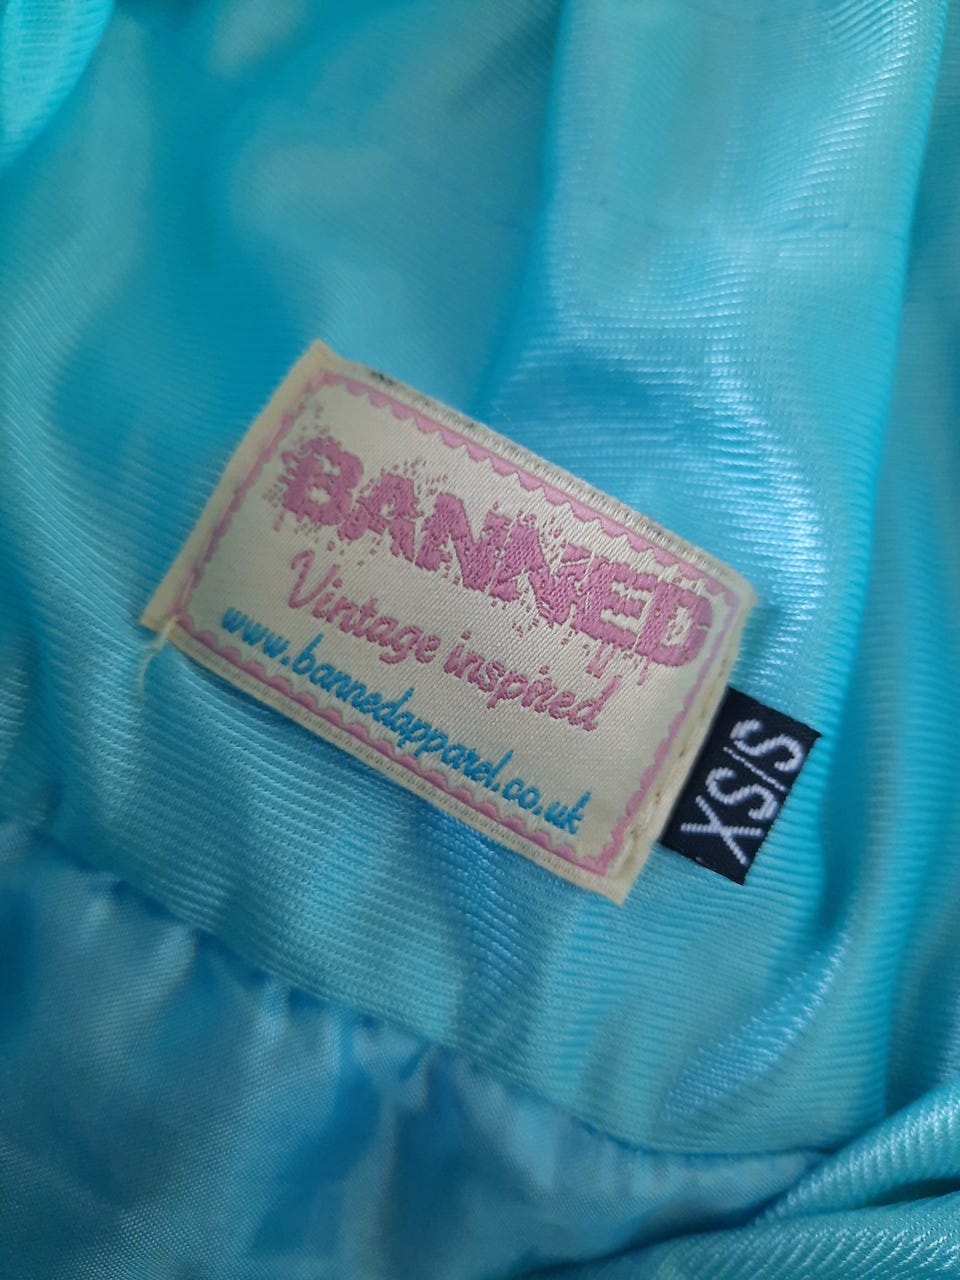 BANNED
Vintage inspired
www.bannedapparel.co.uk
XS/S